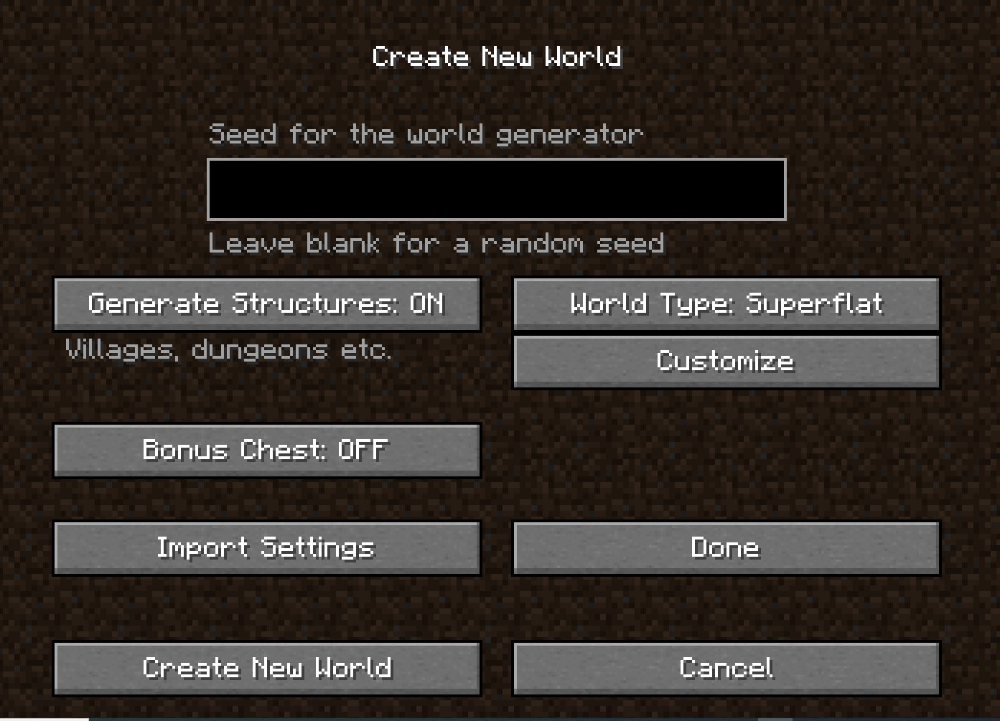 Create New World
Seed for the world generator
Leave blank for a random seed
Generate Structures: ON
World Type: Superflat
Villages, dungeons etc.
Customize
Bonus Chest: OFF
Import Settings
Done
Create New World
Cancel